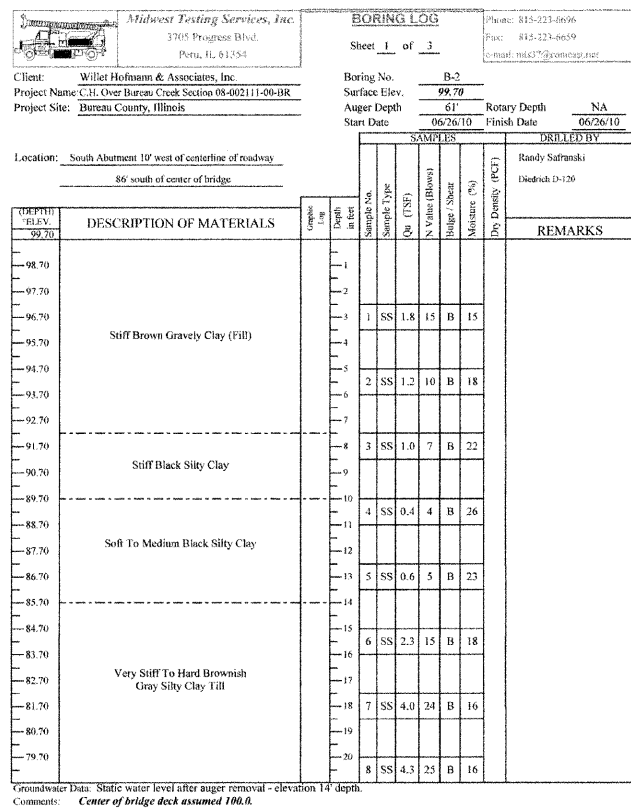 Midwest Testing Services, Inc.
3705 Progress Blvd.
Peru, IL 61354
BORING LOG
Sheet 1 of 3
Phone: 815-223-6696
Fax: 815-223-6659
e-mail: mts37@comcast.net
Client: Willet Hofmann & Associates, Inc.
Project Name: C.H. Over Bureau Creek Section 08-002111-00-BR
Project Site: Bureau County, Illinois
Boring No. B-2
Surface Elev. 99.70
Auger Depth 61' Rotary Depth NA
Start Date 06/26/10 Finish Date 06/26/10
Location: South Abutment 10' west of centerline of roadway
86' south of center of bridge
SAMPLES
DRILLED BY
Randy Safranski
Diedrich D-120
(DEPTH)
*ELEV.
99.70
DESCRIPTION OF MATERIALS
Graphic Log
Depth in feet
Sample No.
Sample Type
Qu (TSF)
N Value (Blows)
Bulge / Shear
Moisture (%)
Dry Density (PCF)
REMARKS
98.70 1
97.70 2
96.70 3 1 SS 1.8 15 B 15
Stiff Brown Gravely Clay (Fill)
95.70 4
94.70 5
2 SS 1.2 10 B 18
93.70 6
92.70 7
91.70 8 3 SS 1.0 7 B 22
Stiff Black Silty Clay
90.70 9
89.70 10
4 SS 0.4 4 B 26
88.70 11
Soft To Medium Black Silty Clay
87.70 12
86.70 13 5 SS 0.6 5 B 23
85.70 14
84.70 15
6 SS 2.3 15 B 18
83.70 16
Very Stiff To Hard Brownish
82.70 17
Gray Silty Clay Till
81.70 18 7 SS 4.0 24 B 16
80.70 19
79.70 20
8 SS 4.3 25 B 16
Groundwater Data: Static water level after auger removal - elevation 14' depth.
Comments: Center of bridge deck assumed 100.0.